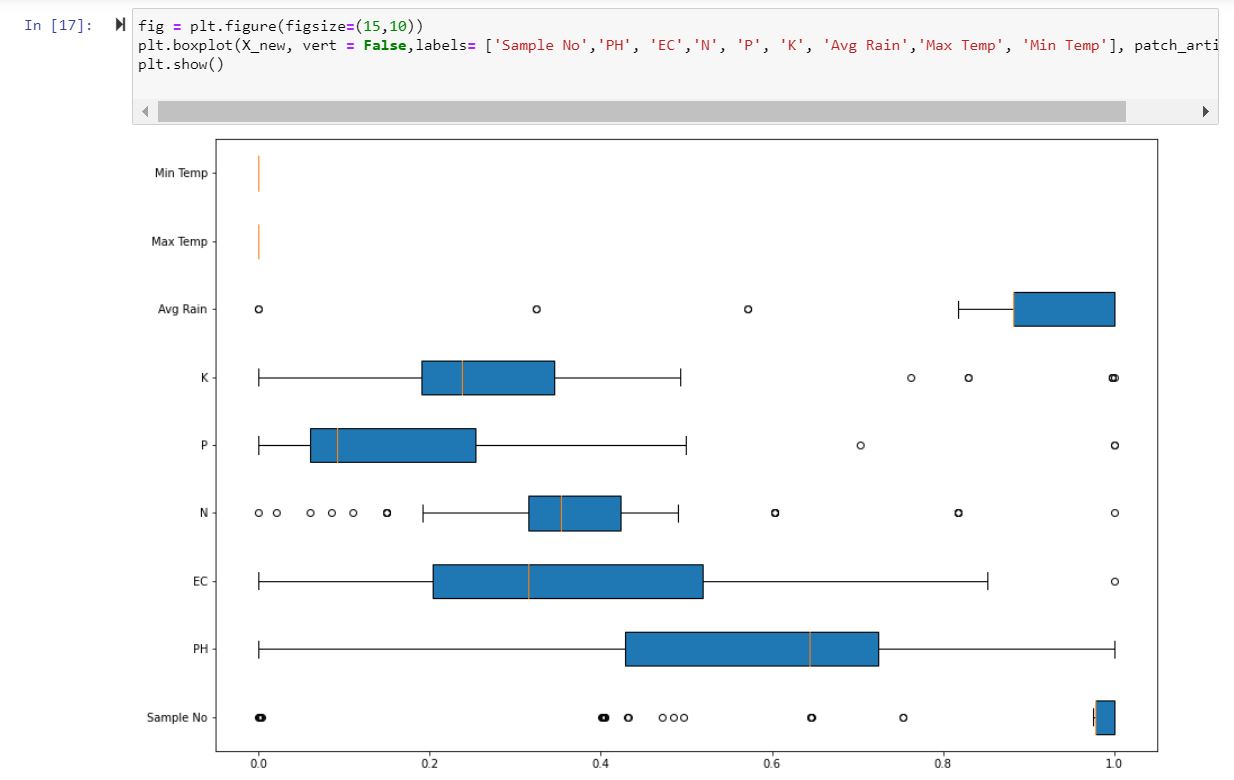 In [17]:
fig = plt.figure(figsize=(15,10))
plt.boxplot(X_new, vert = False,labels= ['Sample No','PH', 'EC','N', 'P', 'K', 'Avg Rain','Max Temp', 'Min Temp'], patch_arti
plt.show()
Min Temp
Max Temp
Avg Rain
K
P
N
EC
PH
Sample No
0.0 0.2 0.4 0.6 0.8 1.0